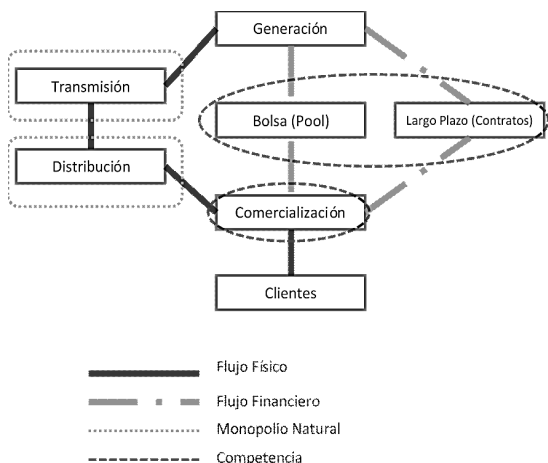 Generación
Transmisión
Bolsa (Pool)
Largo Plazo (Contratos)
Distribución
Comercialización
Clientes
Flujo Físico
Flujo Financiero
Monopolio Natural
Competencia